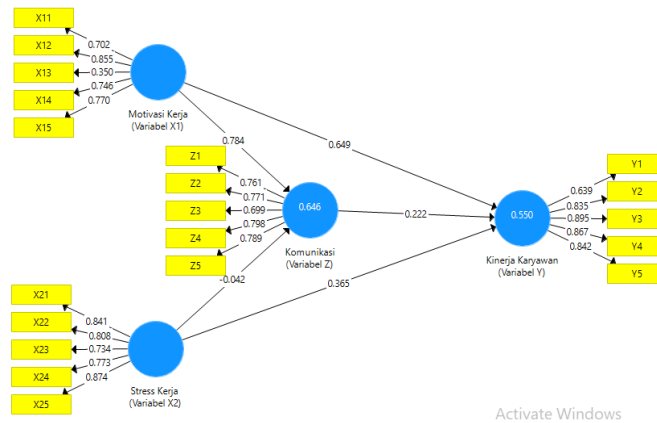 X11
X12
X13
X14
X15
0.702
0.855
0.350
0.746
0.770
Motivasi Kerja
(Variabel X1)
0.784
0.649
Z1
Z2
Z3
Z4
Z5
0.761
0.771
0.699
0.798
0.789
0.646
Komunikasi
(Variabel Z)
-0.042
0.222
0.365
0.550
Kinerja Karyawan
(Variabel Y)
0.639
0.835
0.895
0.867
0.842
Y1
Y2
Y3
Y4
Y5
X21
X22
X23
X24
X25
0.841
0.808
0.734
0.773
0.874
Stress Kerja
(Variabel X2)
Activate Windows